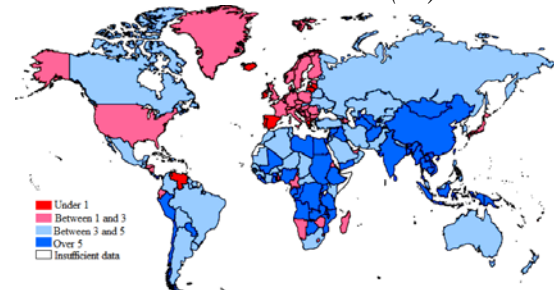 Under 1
Between 1 and 3
Between 3 and 5
Over 5
Insufficient data